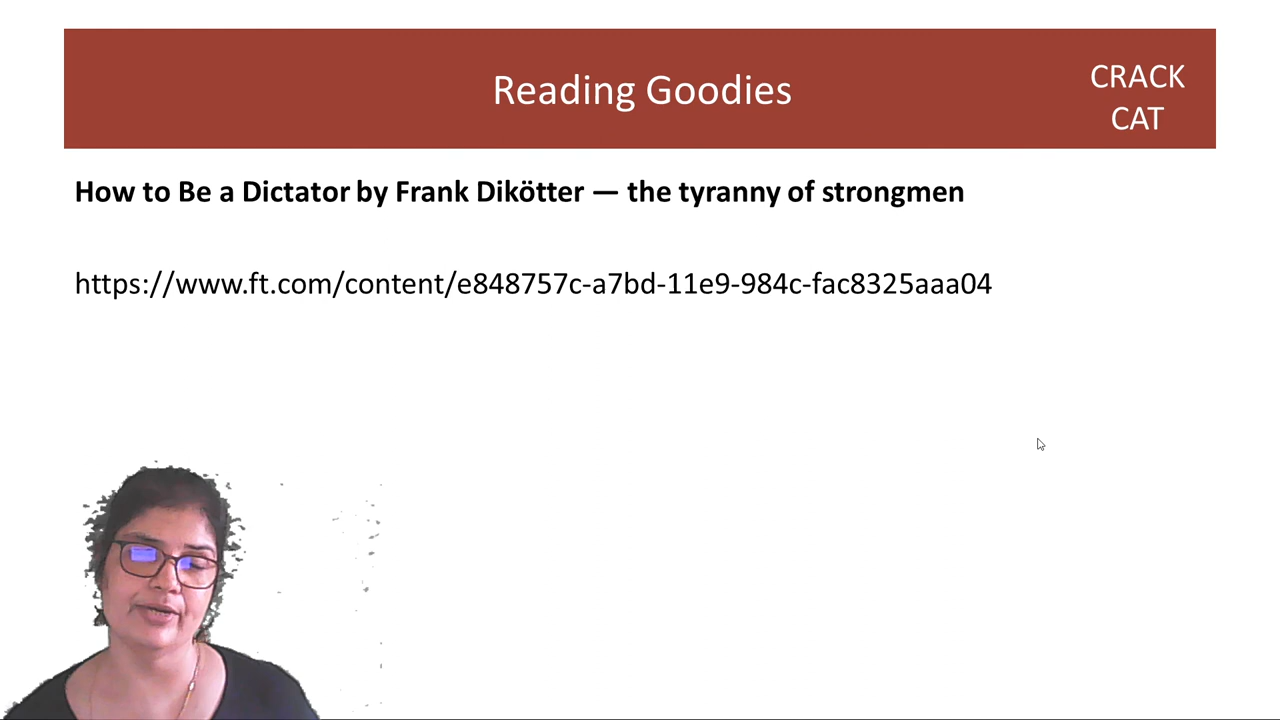 Reading Goodies
CRACK
CAT
How to Be a Dictator by Frank Dikötter — the tyranny of strongmen
https://www.ft.com/content/e848757c-a7bd-11e9-984c-fac8325aaa04